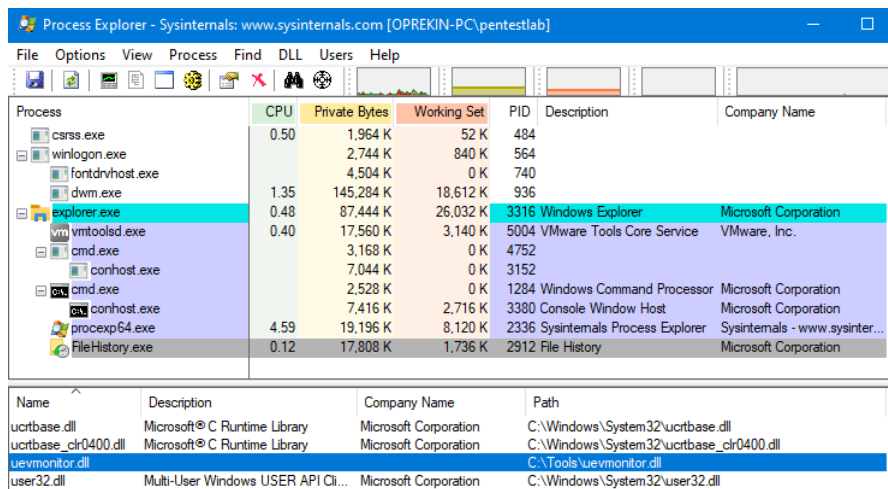 Process Explorer - Sysinternals: www.sysinternals.com [OPREKIN-PC\pentestlab]
File Options View Process Find DLL Users Help
Process CPU Private Bytes Working Set PID Description Company Name
csrss.exe 0.50 1,964 K 52 K 484
winlogon.exe 2,744 K 840 K 564
fontdrvhost.exe 4,504 K 0 K 740
dwm.exe 1.35 145,284 K 18,612 K 936
explorer.exe 0.48 87,444 K 26,032 K 3316 Windows Explorer Microsoft Corporation
vm vmtoolsd.exe 0.40 17,560 K 3,140 K 5004 VMware Tools Core Service VMware, Inc.
cmd.exe 3,168 K 0 K 4752
conhost.exe 7,044 K 0 K 3152
cmd.exe 2,528 K 0 K 1284 Windows Command Processor Microsoft Corporation
conhost.exe 7,416 K 2,716 K 3380 Console Window Host Microsoft Corporation
procexp64.exe 4.59 19,196 K 8,120 K 2336 Sysinternals Process Explorer Sysinternals - www.sysinter...
FileHistory.exe 0.12 17,808 K 1,736 K 2912 File History Microsoft Corporation
Name Description Company Name Path
ucrtbase.dll Microsoft® C Runtime Library Microsoft Corporation C:\Windows\System32\ucrtbase.dll
ucrtbase_clr0400.dll Microsoft® C Runtime Library Microsoft Corporation C:\Windows\System32\ucrtbase_clr0400.dll
uevmonitor.dll C:\Tools\uevmonitor.dll
user32.dll Multi-User Windows USER API Cli... Microsoft Corporation C:\Windows\System32\user32.dll